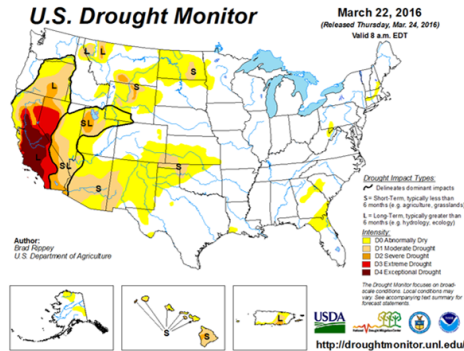 U.S. Drought Monitor
March 22, 2016
(Released Thursday, Mar. 24, 2016)
Valid 8 a.m. EDT
L
L
S
L
S
S L
L
S L
S
S
Drought Impact Types:
Delineates dominant impacts
S = Short-Term, typically less than
6 months (e.g. agriculture, grasslands)
L = Long-Term, typically greater than
6 months (e.g. hydrology, ecology)
Intensity:
D0 Abnormally Dry
D1 Moderate Drought
D2 Severe Drought
D3 Extreme Drought
D4 Exceptional Drought
Author:
Brad Rippey
U.S. Department of Agriculture
The Drought Monitor focuses on broad-
scale conditions. Local conditions may
vary. See accompanying text summary for
forecast statements.
S
S
L
USDA
http://droughtmonitor.unl.edu/